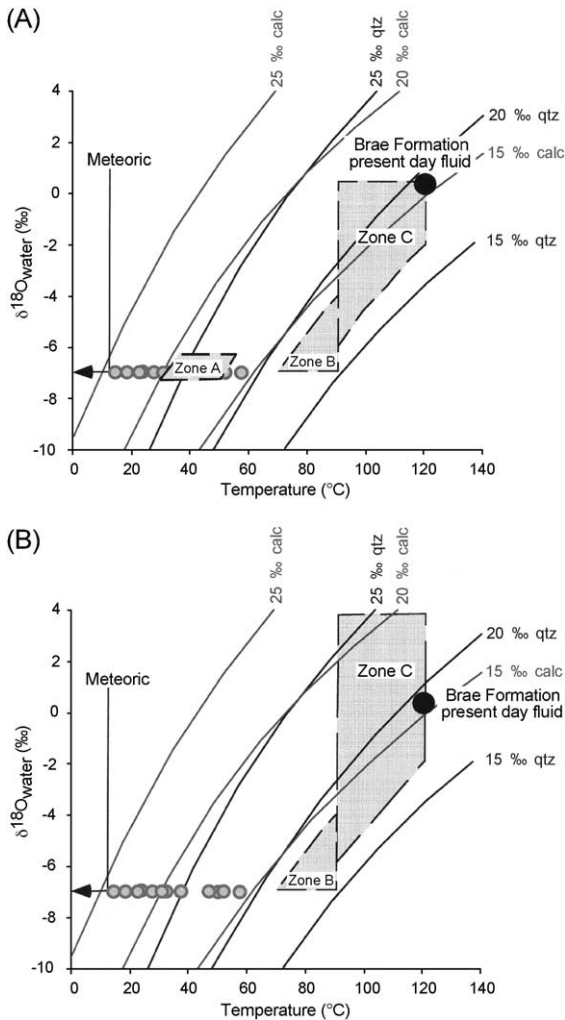 (A)
25 ‰ calc
25 ‰ qtz
20 ‰ calc
4
2
0
-2
-4
-6
-8
-10
δ18Owater (‰)
Meteoric
Brae Formation
present day fluid
20 ‰ qtz
15 ‰ calc
15 ‰ qtz
Zone C
Zone B
Zone A
0
20
40
60
80
100
120
140
Temperature (°C)
(B)
25 ‰ calc
25 ‰ qtz
20 ‰ calc
4
2
0
-2
-4
-6
-8
-10
δ18Owater (‰)
Meteoric
Zone C
20 ‰ qtz
15 ‰ calc
Brae Formation
present day fluid
15 ‰ qtz
Zone B
0
20
40
60
80
100
120
140
Temperature (°C)